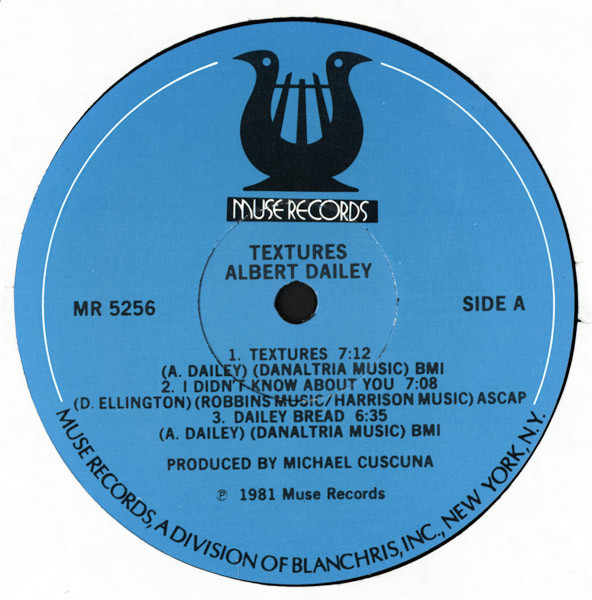 MUSE RECORDS
TEXTURES
ALBERT DAILEY
MR 5256
SIDE A
1. TEXTURES 7:12
(A. DAILEY) (DANALTRIA MUSIC) BMI
2. I DIDN'T KNOW ABOUT YOU 7:08
(D. ELLINGTON) (ROBBINS MUSIC/HARRISON MUSIC) ASCAP
3. DAILEY BREAD 6:35
(A. DAILEY) (DANALTRIA MUSIC) BMI
PRODUCED BY MICHAEL CUSCUNA
℗ 1981 Muse Records
MUSE RECORDS, A DIVISION OF BLANCHRIS, INC., NEW YORK, N.Y.